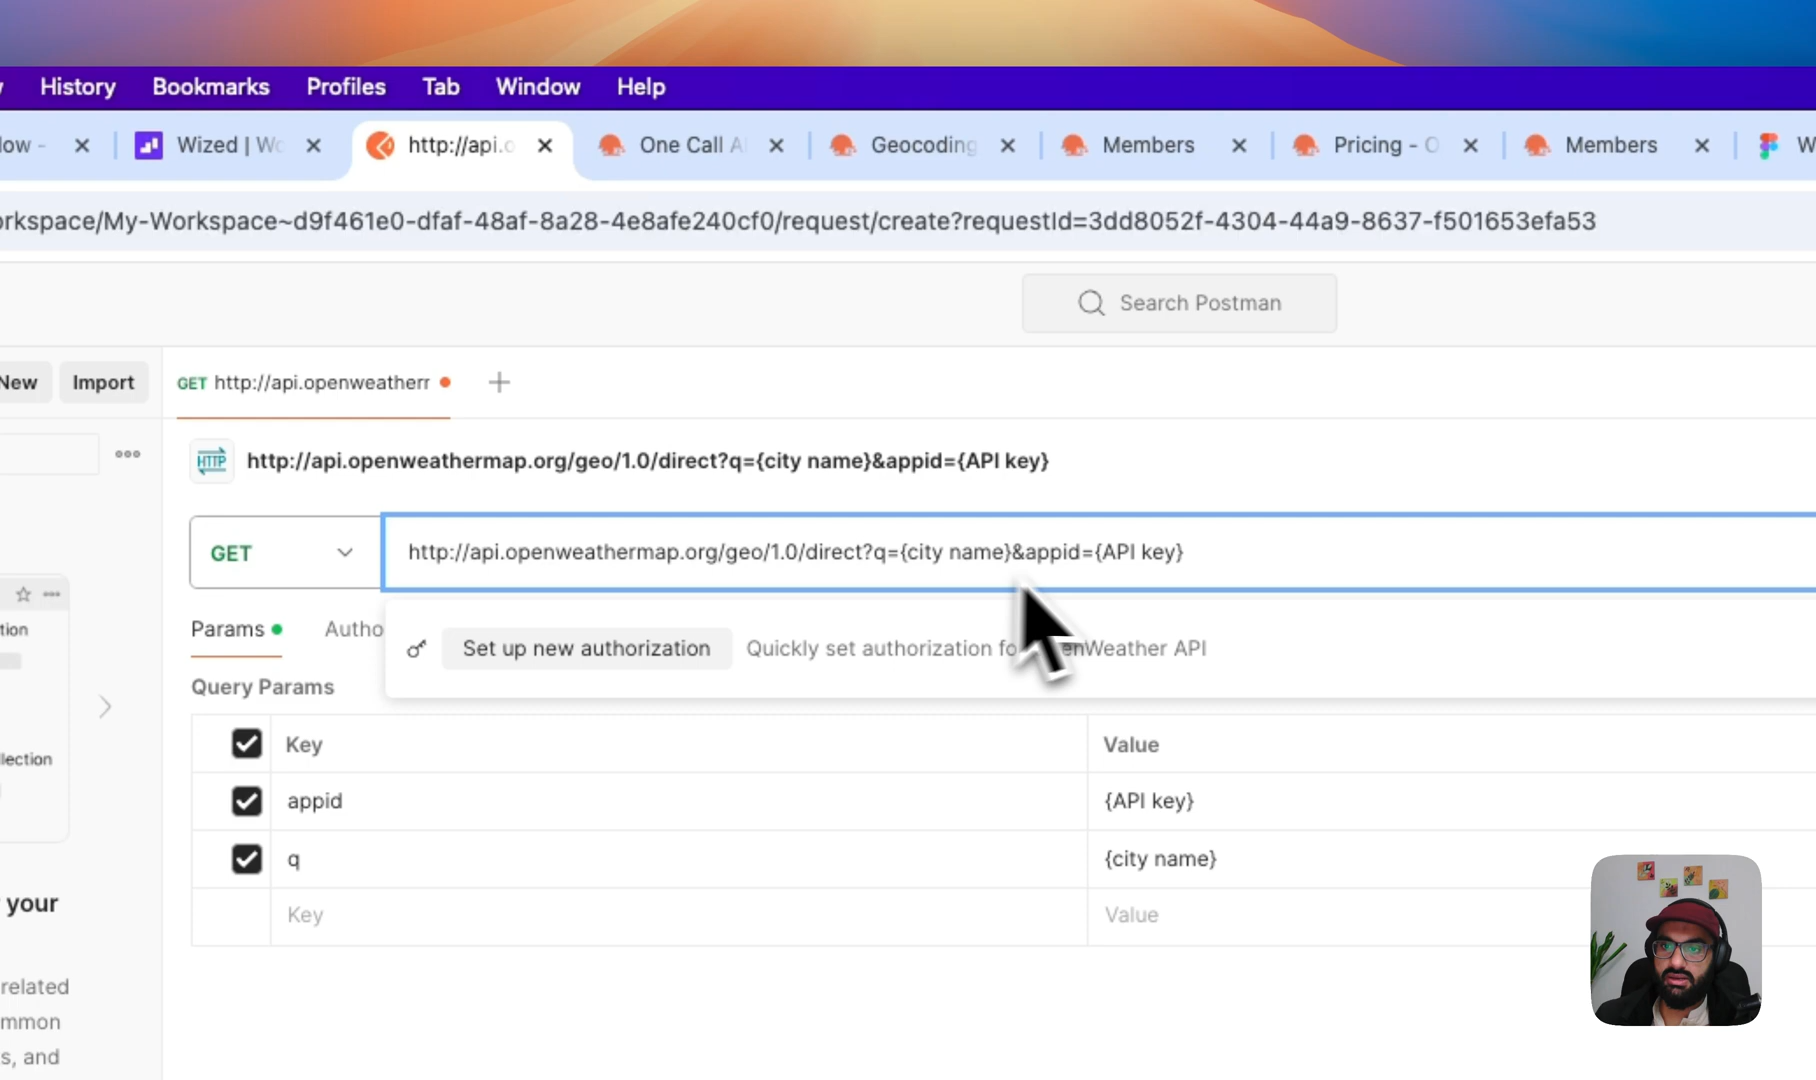 History Bookmarks Profiles Tab Window Help
Wized | Wo http://api.o One Call A Geocoding Members Pricing - O Members
orkspace/My-Workspace~d9f461e0-dfaf-48af-8a28-4e8afe240cf0/request/create?requestId=3dd8052f-4304-44a9-8637-f501653efa53
Search Postman
New Import GET http://api.openweatherr
HTTP http://api.openweathermap.org/geo/1.0/direct?q={city name}&appid={API key}
GET http://api.openweathermap.org/geo/1.0/direct?q={city name}&appid={API key}
Params Autho
Set up new authorization Quickly set authorization fo enWeather API
Query Params
Key Value
appid {API key}
q {city name}
Key Value
tion
llection
your
related
mmon
s, and